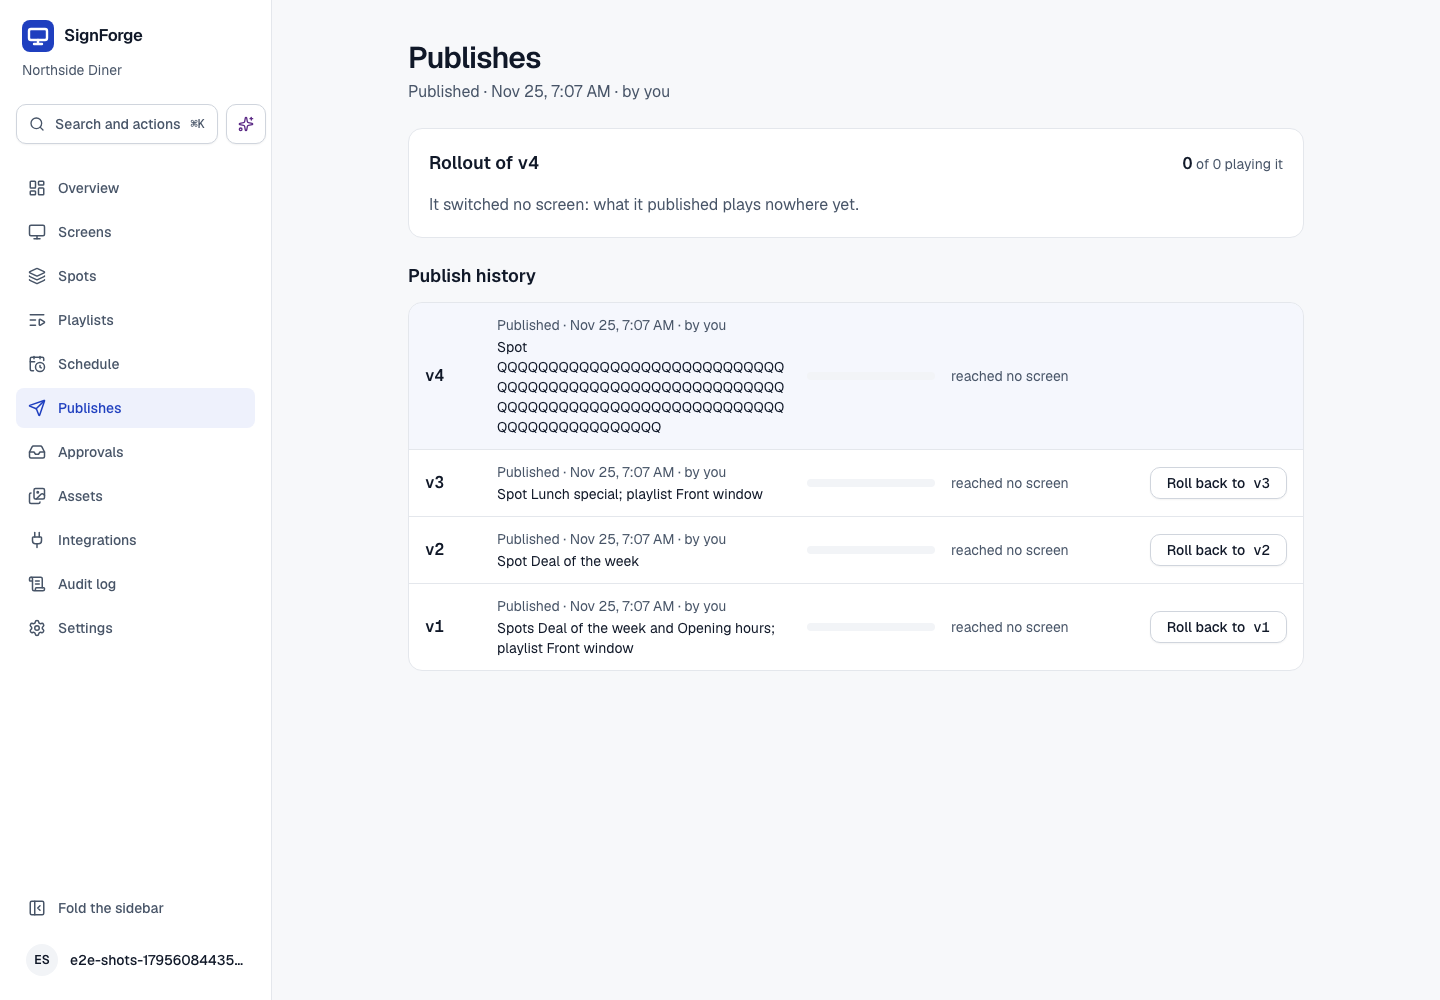 SignForge
Northside Diner
Search and actions ⌘K
Overview
Screens
Spots
Playlists
Schedule
Publishes
Approvals
Assets
Integrations
Audit log
Settings
Fold the sidebar
ES e2e-shots-17956084435...
Publishes
Published · Nov 25, 7:07 AM · by you
Rollout of v4
0 of 0 playing it
It switched no screen: what it published plays nowhere yet.
Publish history
v4
Published · Nov 25, 7:07 AM · by you
Spot
QQQQQQQQQQQQQQQQQQQQQQQQQQQQ
QQQQQQQQQQQQQQQQQQQQQQQQQQQQ
QQQQQQQQQQQQQQQQQQQQQQQQQQQQ
QQQQQQQQQQQQQQQQ
reached no screen
v3
Published · Nov 25, 7:07 AM · by you
Spot Lunch special; playlist Front window
reached no screen
Roll back to v3
v2
Published · Nov 25, 7:07 AM · by you
Spot Deal of the week
reached no screen
Roll back to v2
v1
Published · Nov 25, 7:07 AM · by you
Spots Deal of the week and Opening hours;
playlist Front window
reached no screen
Roll back to v1